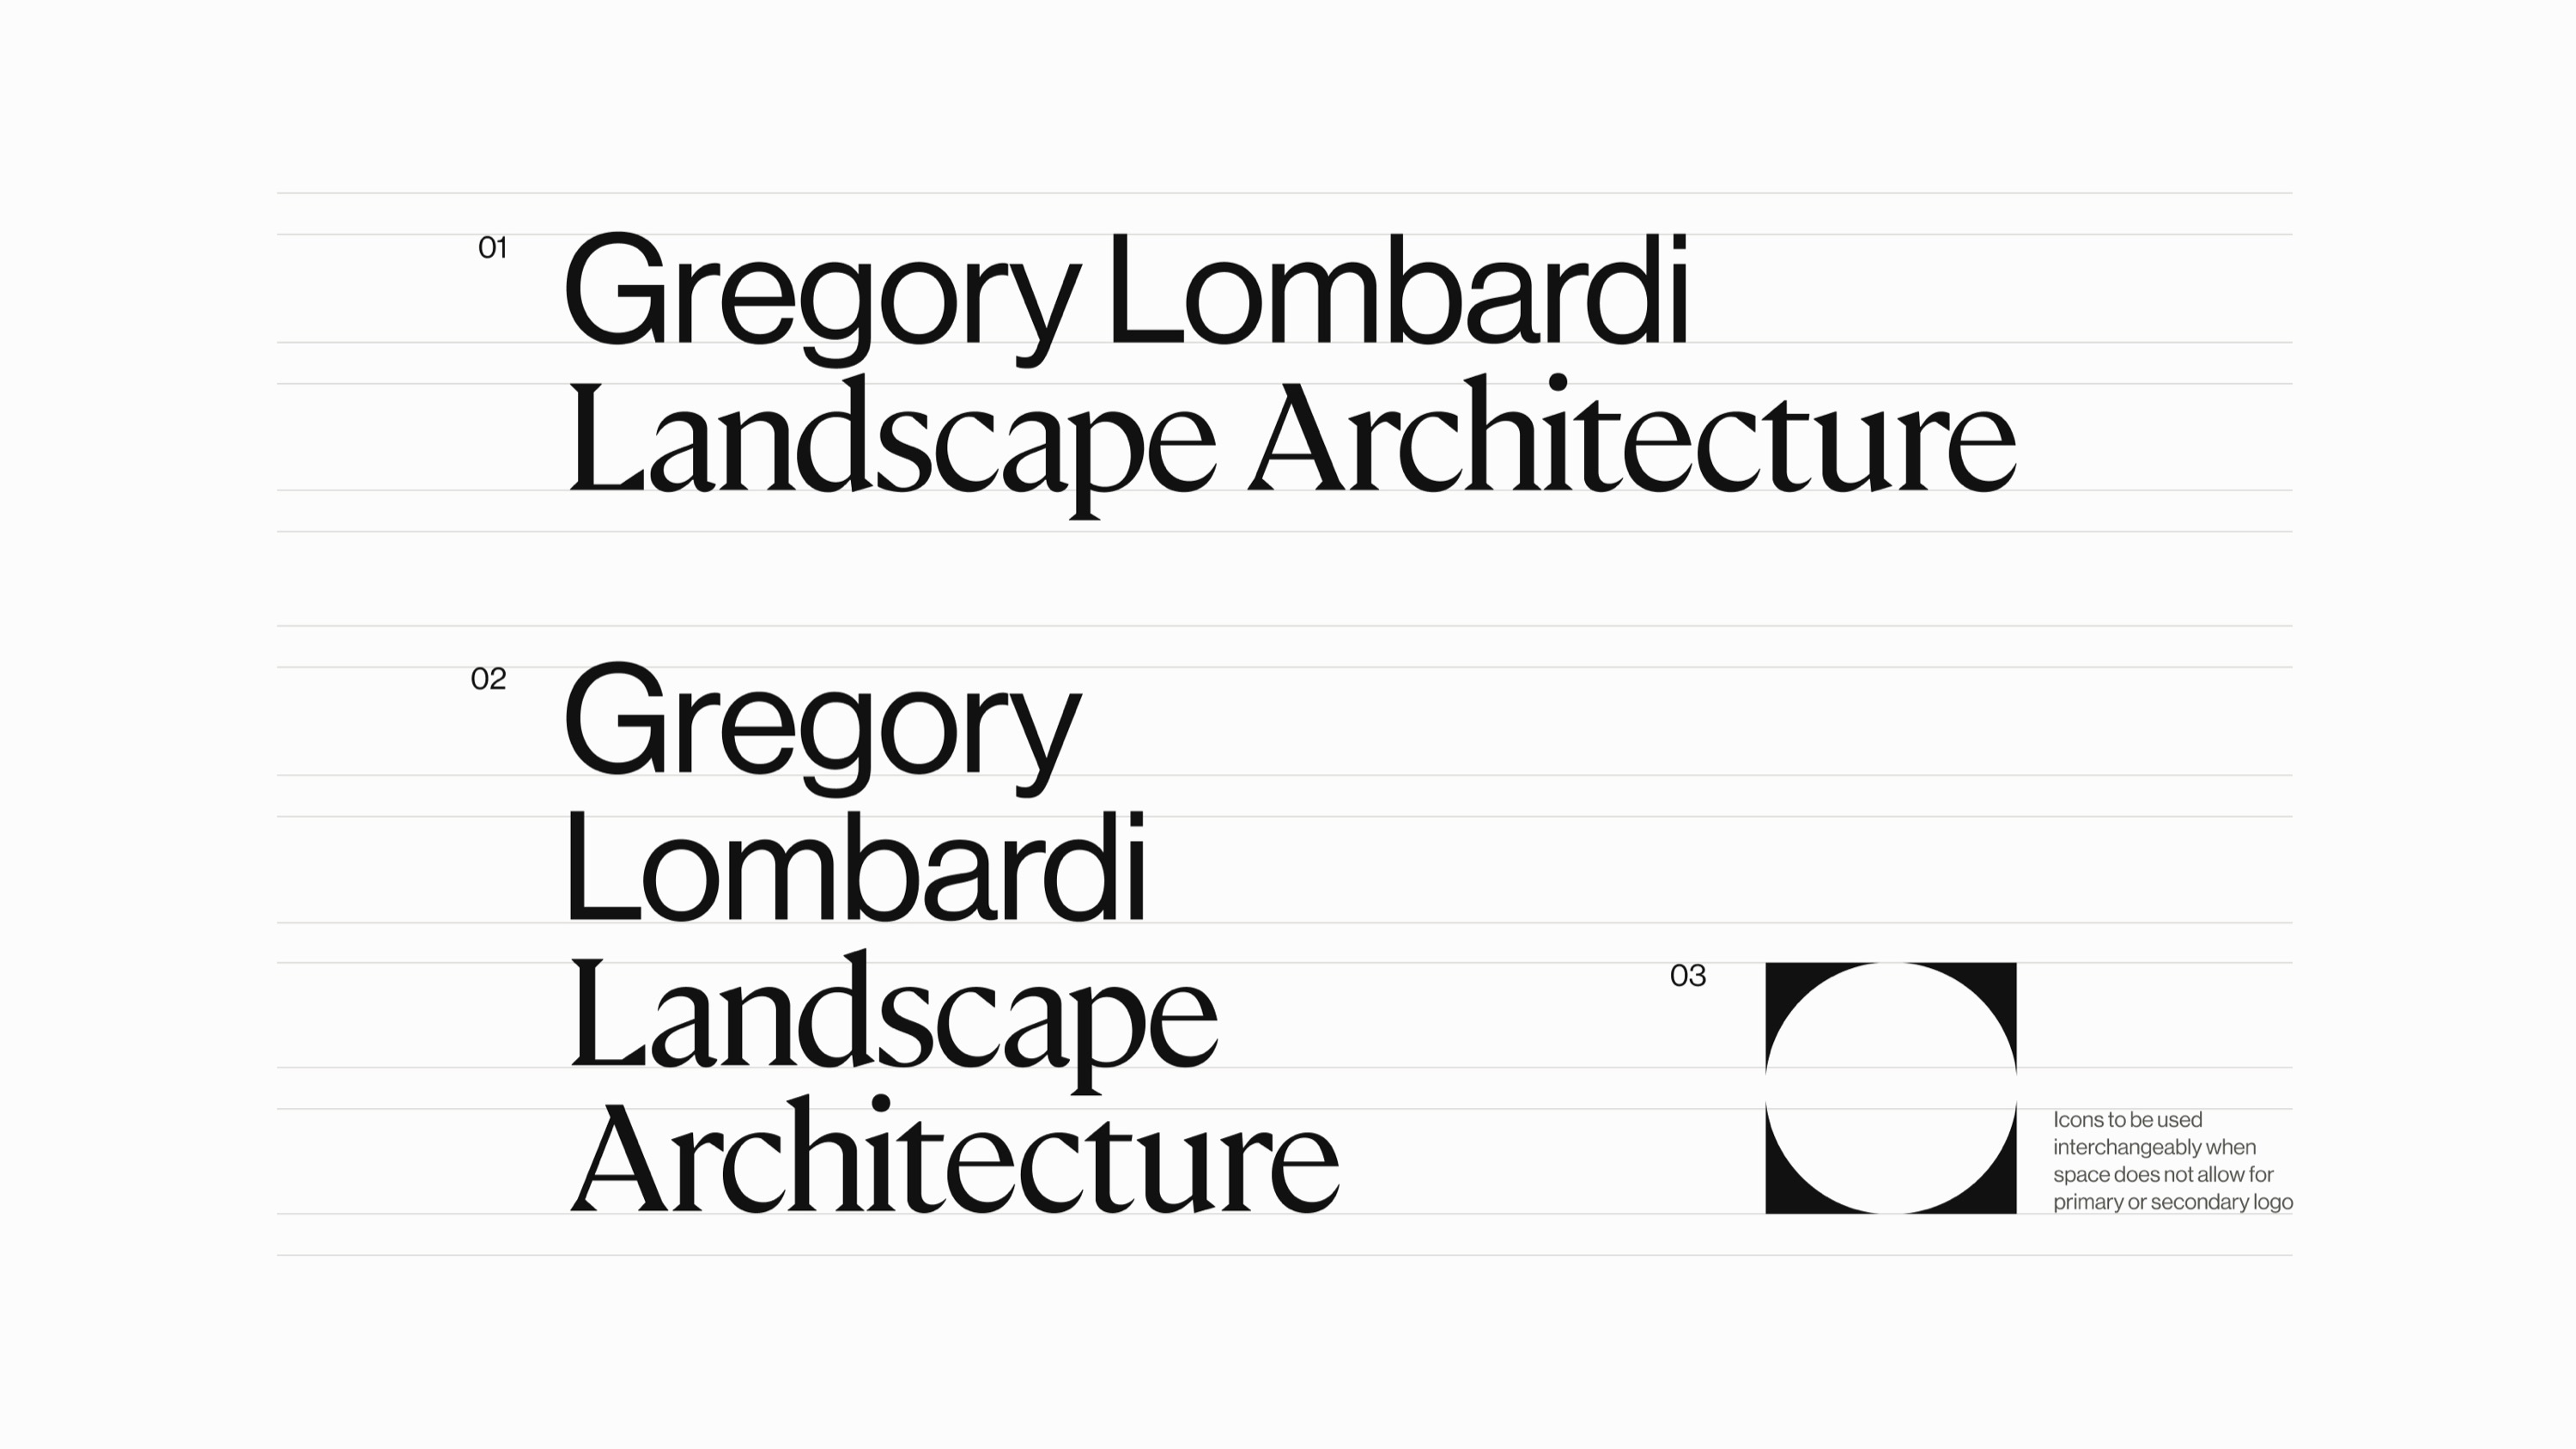 01
Gregory Lombardi
Landscape Architecture
02
Gregory
Lombardi
Landscape
Architecture
03
Icons to be used
interchangeably when
space does not allow for
primary or secondary logo